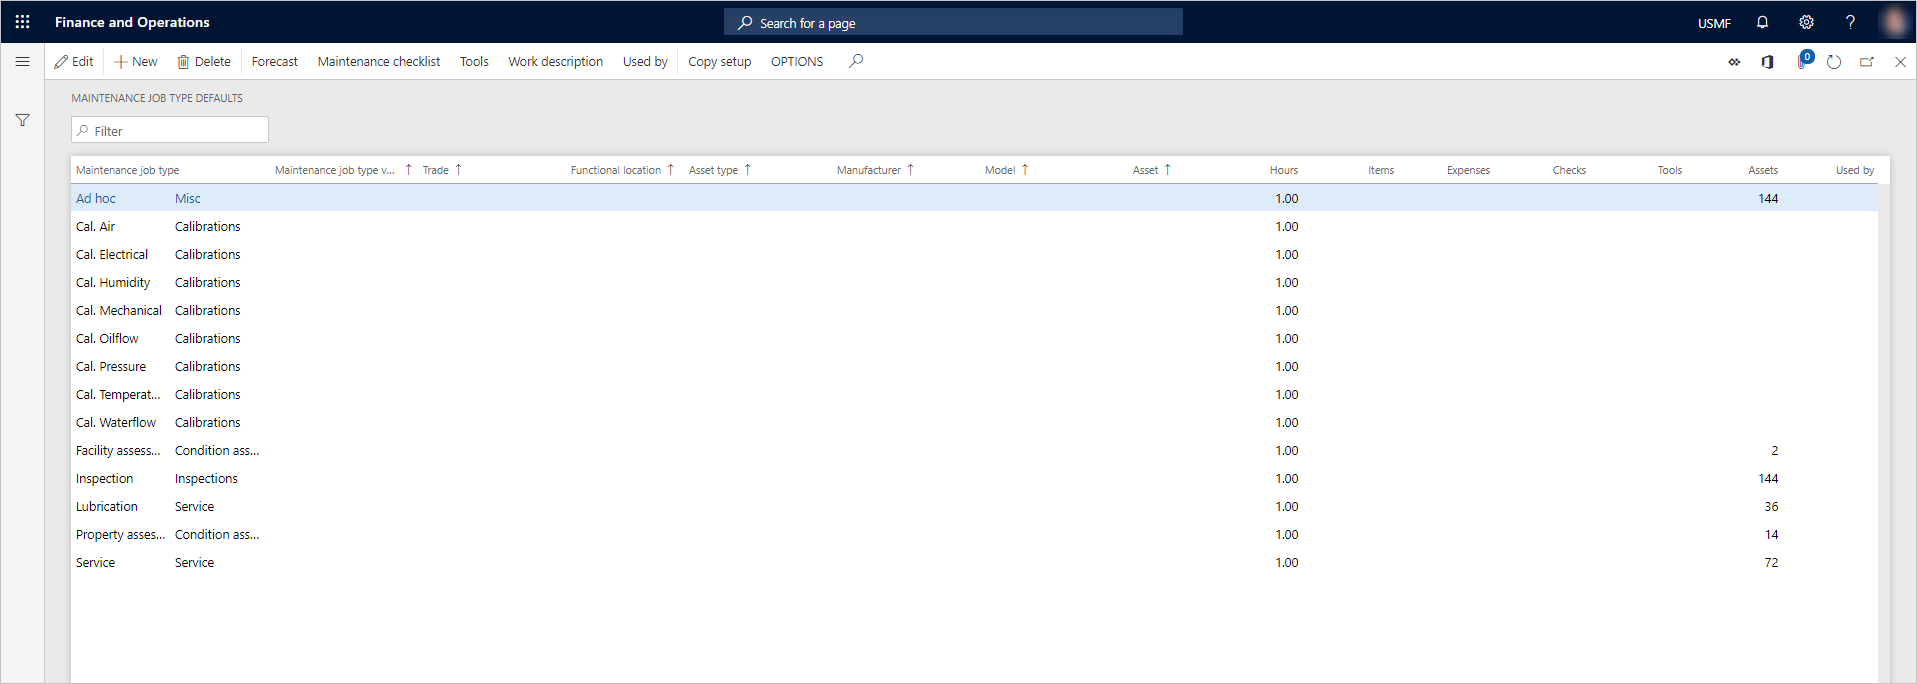 Finance and Operations Search for a page USMF
Edit New Delete Forecast Maintenance checklist Tools Work description Used by Copy setup OPTIONS 0
MAINTENANCE JOB TYPE DEFAULTS
Filter
Maintenance job type Maintenance job type v... Trade Functional location Asset type Manufacturer Model Asset Hours Items Expenses Checks Tools Assets Used by
Ad hoc Misc 1.00 144
Cal. Air Calibrations 1.00
Cal. Electrical Calibrations 1.00
Cal. Humidity Calibrations 1.00
Cal. Mechanical Calibrations 1.00
Cal. Oilflow Calibrations 1.00
Cal. Pressure Calibrations 1.00
Cal. Temperat... Calibrations 1.00
Cal. Waterflow Calibrations 1.00
Facility assess... Condition ass... 1.00 2
Inspection Inspections 1.00 144
Lubrication Service 1.00 36
Property asses... Condition ass... 1.00 14
Service Service 1.00 72